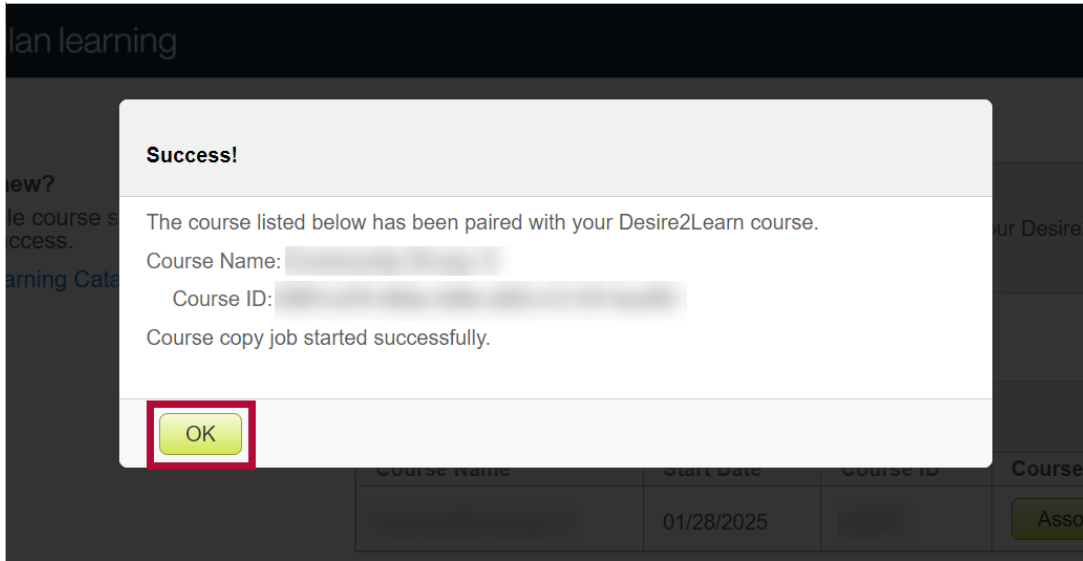 lan learning
Success!
ew?
le course s
ccess.
arning Cata
The course listed below has been paired with your Desire2Learn course.
ur Desire
Course Name:
Course ID:
Course copy job started successfully.
OK
Course Name Start Date Course ID Course
01/28/2025 Asso